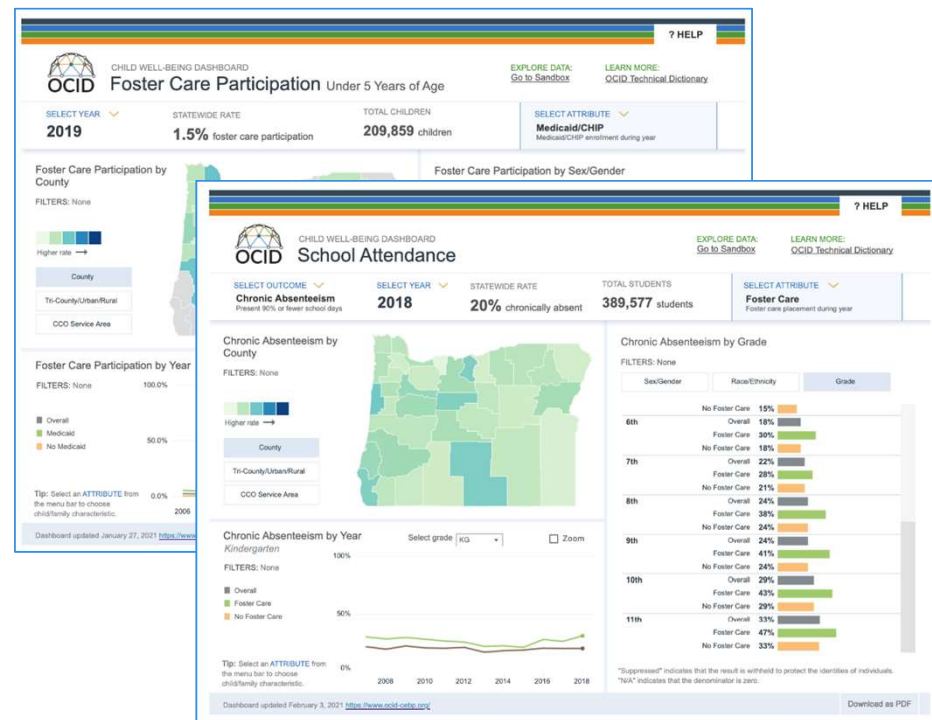 ? HELP
OCID
CHILD WELL-BEING DASHBOARD
Foster Care Participation Under 5 Years of Age
EXPLORE DATA:
Go to Sandbox
LEARN MORE:
OCID Technical Dictionary
SELECT YEAR
2019
STATEWIDE RATE
1.5% foster care participation
TOTAL CHILDREN
209,859 children
SELECT ATTRIBUTE
Medicaid/CHIP
Medicaid/CHIP enrollment during year
Foster Care Participation by
County
FILTERS: None
Higher rate →
County
Tri-County/Urban/Rural
CCO Service Area
Foster Care Participation by Sex/Gender
Foster Care Participation by Year
FILTERS: None
100.0%
Overall
Medicaid
No Medicaid
50.0%
Tip: Select an ATTRIBUTE from
the menu bar to choose
child/family characteristic.
0.0%
2006
Dashboard updated January 27, 2021 https://www
? HELP
OCID
CHILD WELL-BEING DASHBOARD
School Attendance
EXPLORE DATA:
Go to Sandbox
LEARN MORE:
OCID Technical Dictionary
SELECT OUTCOME
Chronic Absenteeism
Present 90% or fewer school days
SELECT YEAR
2018
STATEWIDE RATE
20% chronically absent
TOTAL STUDENTS
389,577 students
SELECT ATTRIBUTE
Foster Care
Foster care placement during year
Chronic Absenteeism by
County
FILTERS: None
Higher rate →
County
Tri-County/Urban/Rural
CCO Service Area
Chronic Absenteeism by Grade
FILTERS: None
Sex/Gender
Race/Ethnicity
Grade
No Foster Care 15%
6th Overall 18%
Foster Care 30%
No Foster Care 18%
7th Overall 22%
Foster Care 28%
No Foster Care 21%
8th Overall 24%
Foster Care 38%
No Foster Care 24%
9th Overall 24%
Foster Care 41%
No Foster Care 24%
10th Overall 29%
Foster Care 43%
No Foster Care 29%
11th Overall 33%
Foster Care 47%
No Foster Care 33%
"Suppressed" indicates that the result is withheld to protect the identities of individuals.
"N/A" indicates that the denominator is zero.
Chronic Absenteeism by Year
Kindergarten
Select grade KG
Zoom
FILTERS: None
100%
Overall
Foster Care
No Foster Care
50%
Tip: Select an ATTRIBUTE from
the menu bar to choose
child/family characteristic.
0%
2008 2010 2012 2014 2016 2018
Dashboard updated February 3, 2021 https://www.ocid-cebp.org/
Download as PDF